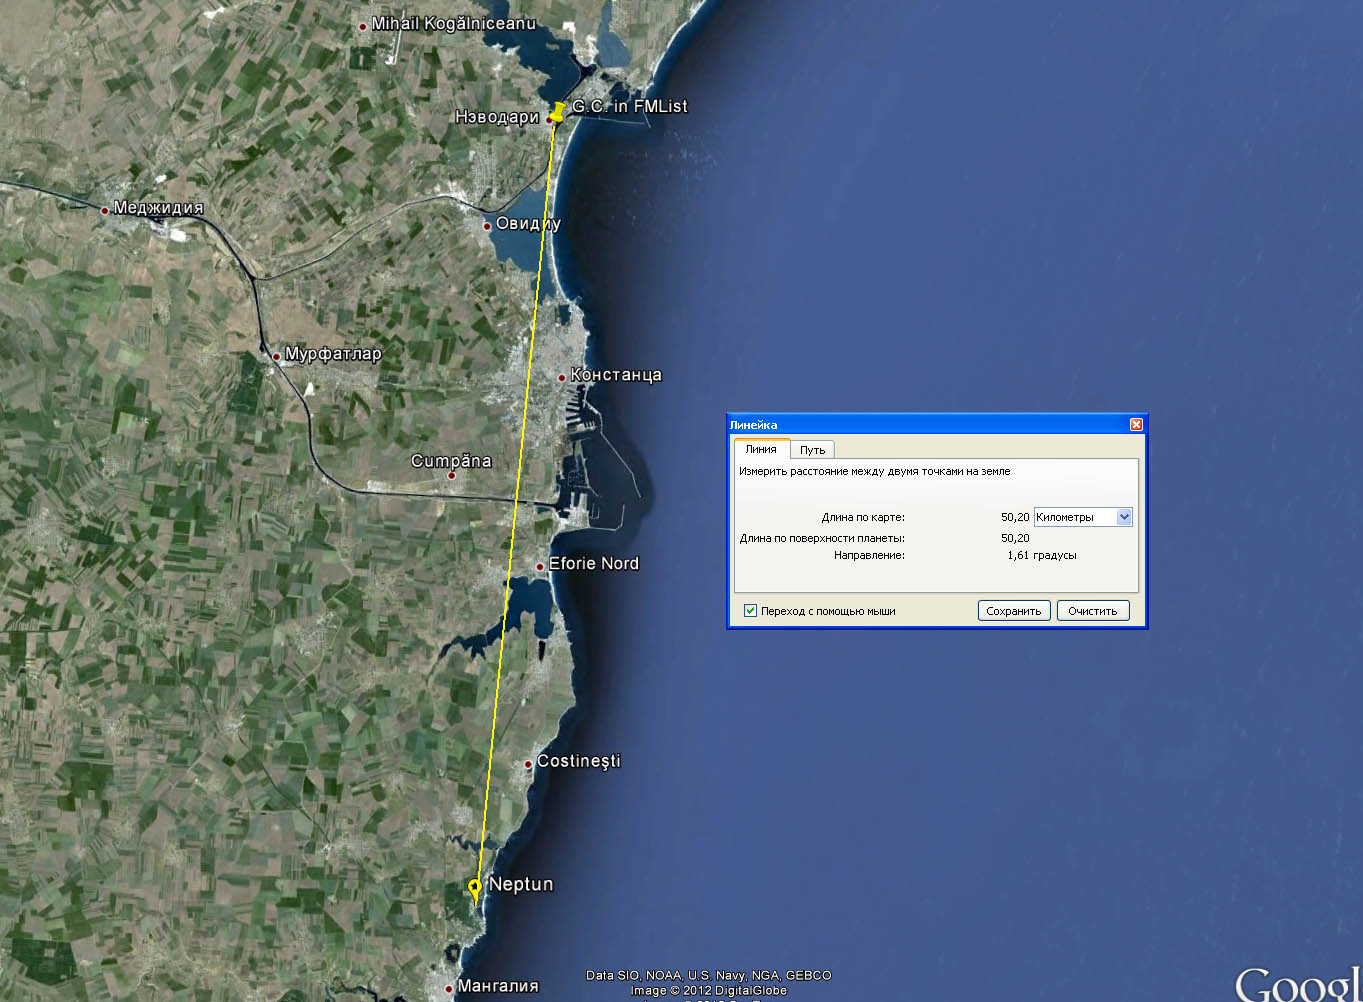 Mihail Kogălniceanu
G.C. in FMList
Нэводари
Меджидия
Овидиу
Мурфатлар
Констанца
Cumpăna
Eforie Nord
Costineşti
Neptun
Мангалия
Линейка
Линия Путь
Измерить расстояние между двумя точками на земле
Длина по карте: 50,20 Километры
Длина по поверхности планеты: 50,20
Направление: 1,61 градусы
Переход с помощью мыши Сохранить Очистить
Data SIO, NOAA, U.S. Navy, NGA, GEBCO
Image © 2012 DigitalGlobe
Googl